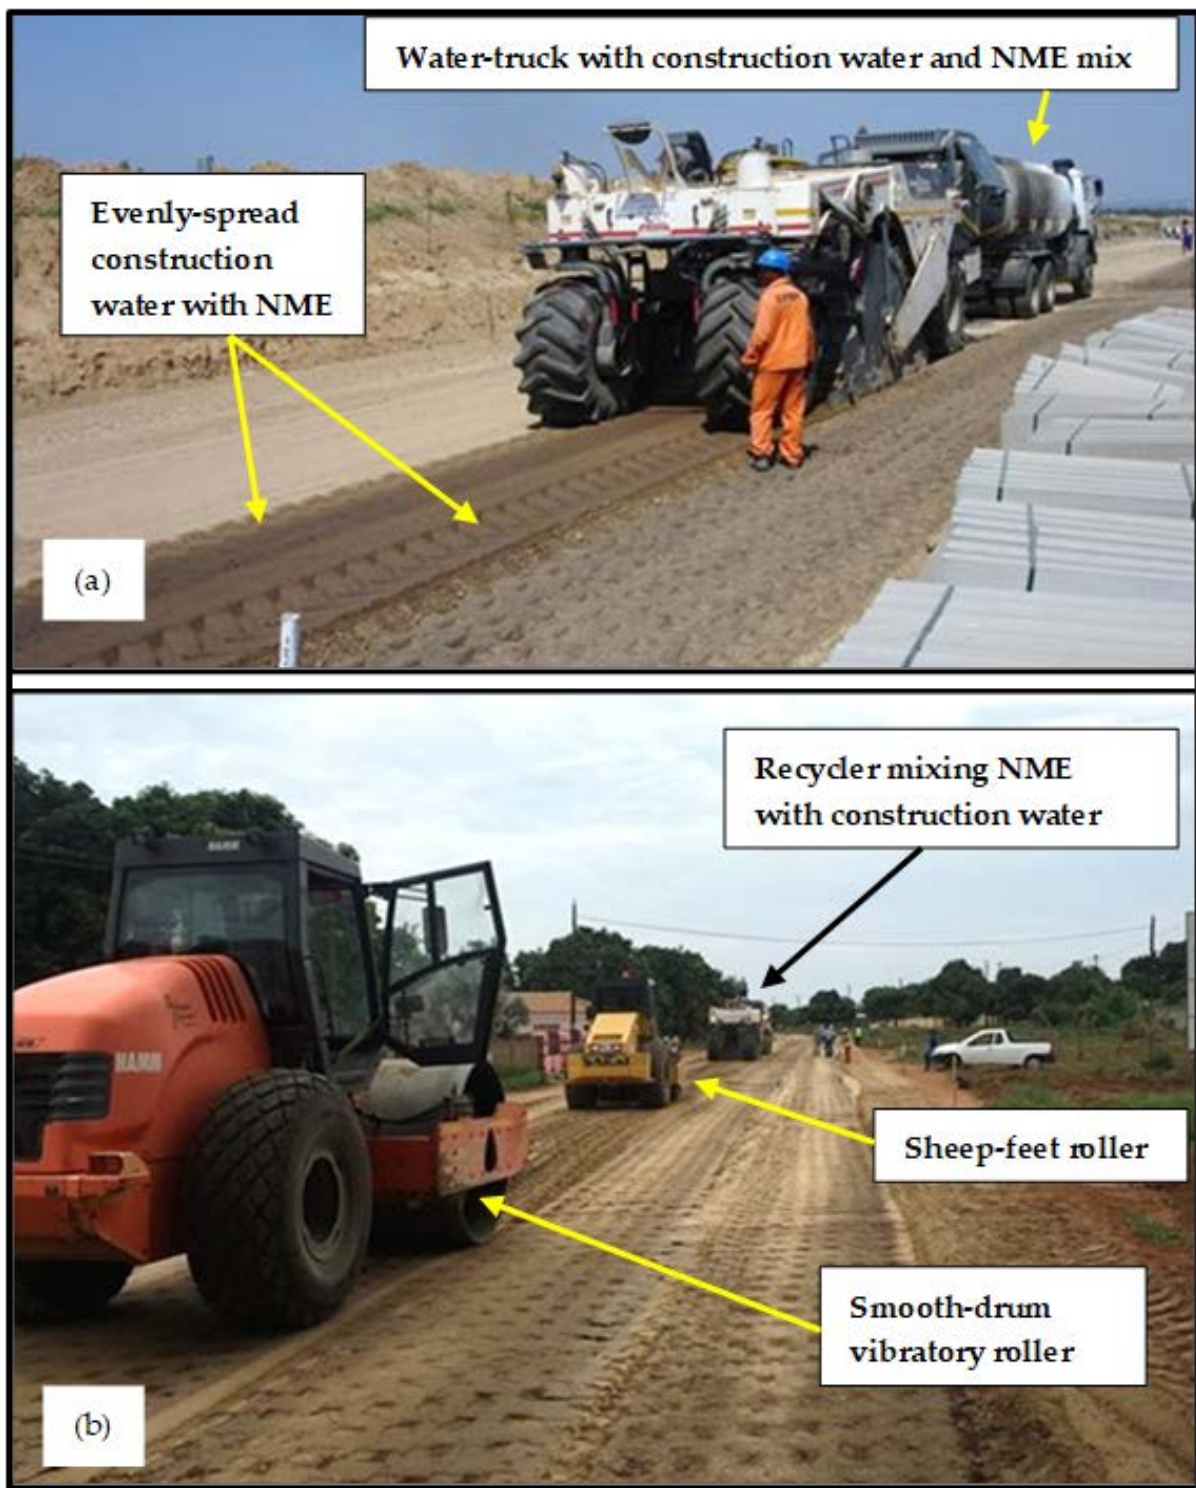 Water-truck with construction water and NME mix
Evenly-spread
construction
water with NME
(a)
Recycler mixing NME
with construction water
HAMM
HAMM
Sheep-feet roller
Smooth-drum
vibratory roller
(b)